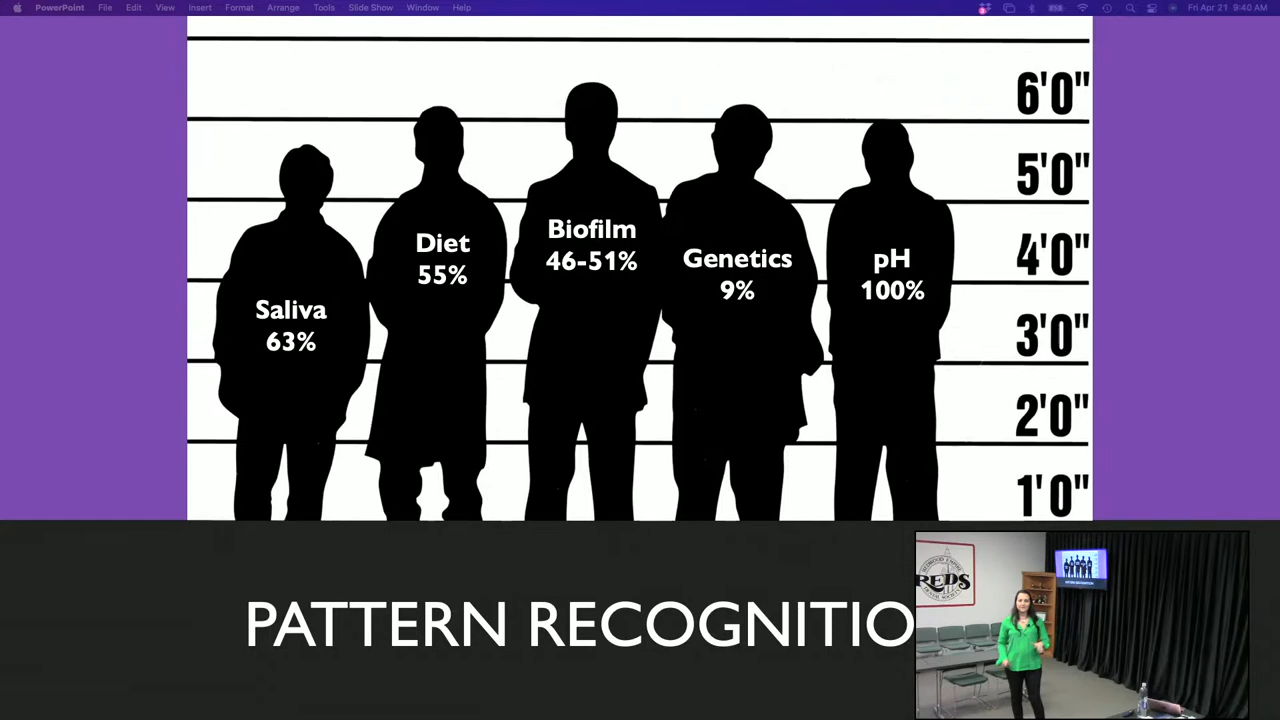 PowerPoint File Edit View Insert Format Arrange Tools Slide Show Window Help Fri Apr 21 9:40 AM
6'0"
5'0"
4'0"
3'0"
2'0"
1'0"
Saliva
63%
Diet
55%
Biofilm
46-51%
Genetics
9%
pH
100%
PATTERN RECOGNITIO
REDS
PATTERN RECOGNITION